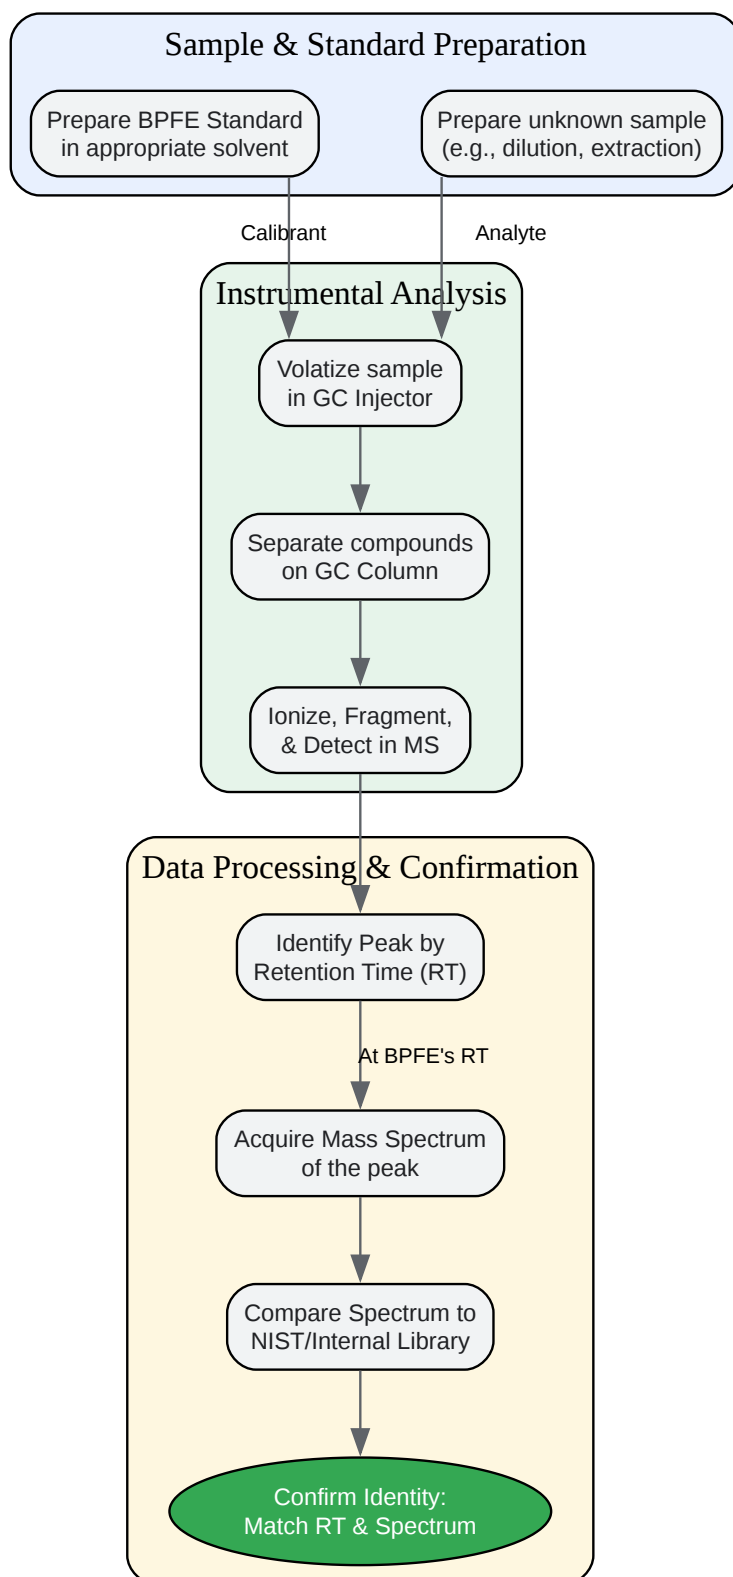 Sample & Standard Preparation
Prepare BPFE Standard
in appropriate solvent
Prepare unknown sample
(e.g., dilution, extraction)
Calibrant
Analyte
Instrumental Analysis
Volatize sample
in GC Injector
Separate compounds
on GC Column
Ionize, Fragment,
& Detect in MS
Data Processing & Confirmation
Identify Peak by
Retention Time (RT)
At BPFE's RT
Acquire Mass Spectrum
of the peak
Compare Spectrum to
NIST/Internal Library
Confirm Identity:
Match RT & Spectrum